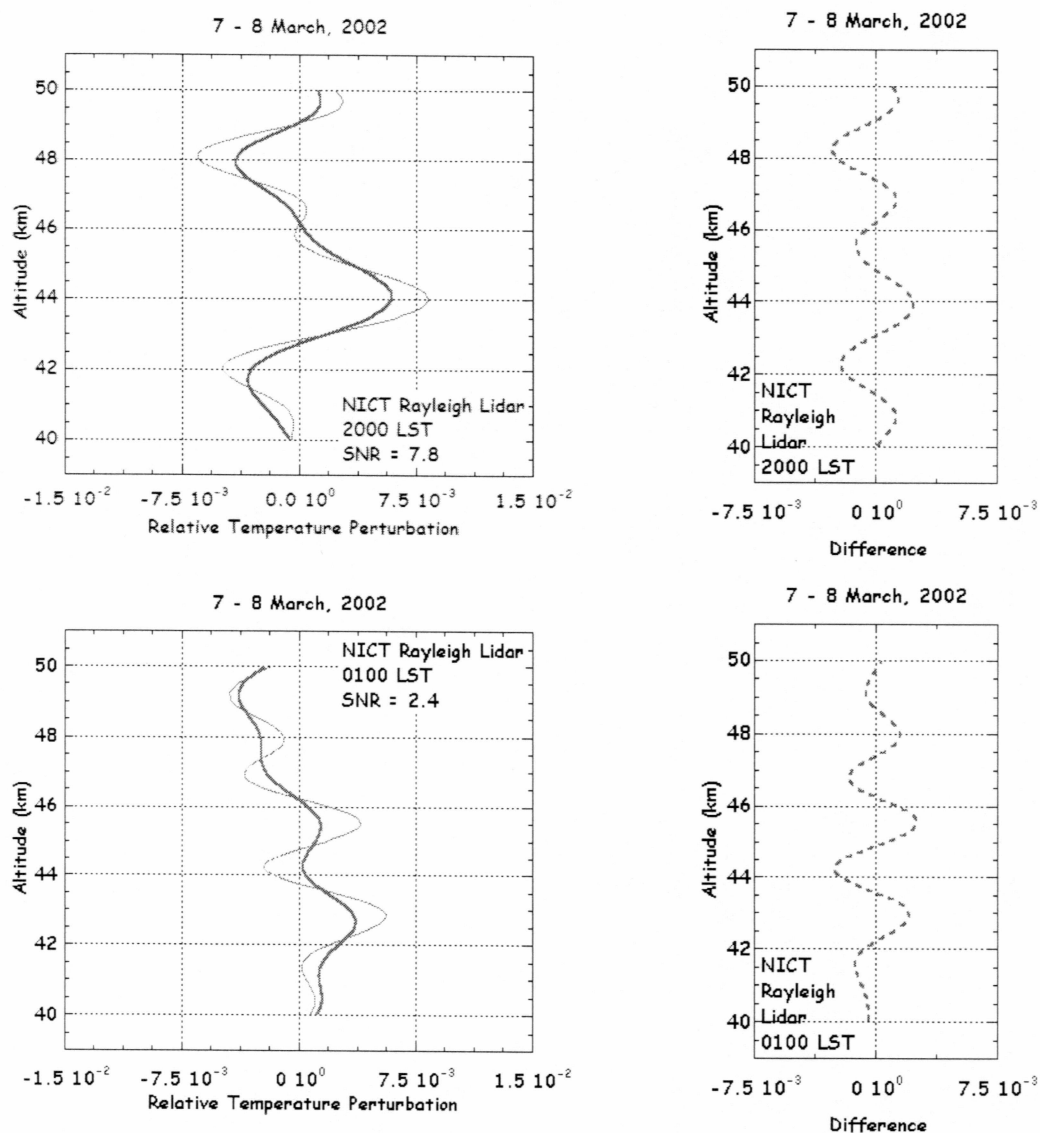 7 - 8 March, 2002
50
48
46
44
42
40
Altitude (km)
NICT Rayleigh Lidar
2000 LST
SNR = 7.8
-1.5 10⁻²
-7.5 10⁻³
0.0 10⁰
7.5 10⁻³
1.5 10⁻²
Relative Temperature Perturbation
7 - 8 March, 2002
50
48
46
44
42
40
Altitude (km)
NICT
Rayleigh
Lidar
2000 LST
-7.5 10⁻³
0 10⁰
7.5 10⁻³
Difference
7 - 8 March, 2002
50
48
46
44
42
40
Altitude (km)
NICT Rayleigh Lidar
0100 LST
SNR = 2.4
-1.5 10⁻²
-7.5 10⁻³
0 10⁰
7.5 10⁻³
1.5 10⁻²
Relative Temperature Perturbation
7 - 8 March, 2002
50
48
46
44
42
40
Altitude (km)
NICT
Rayleigh
Lidar
0100 LST
-7.5 10⁻³
0 10⁰
7.5 10⁻³
Difference